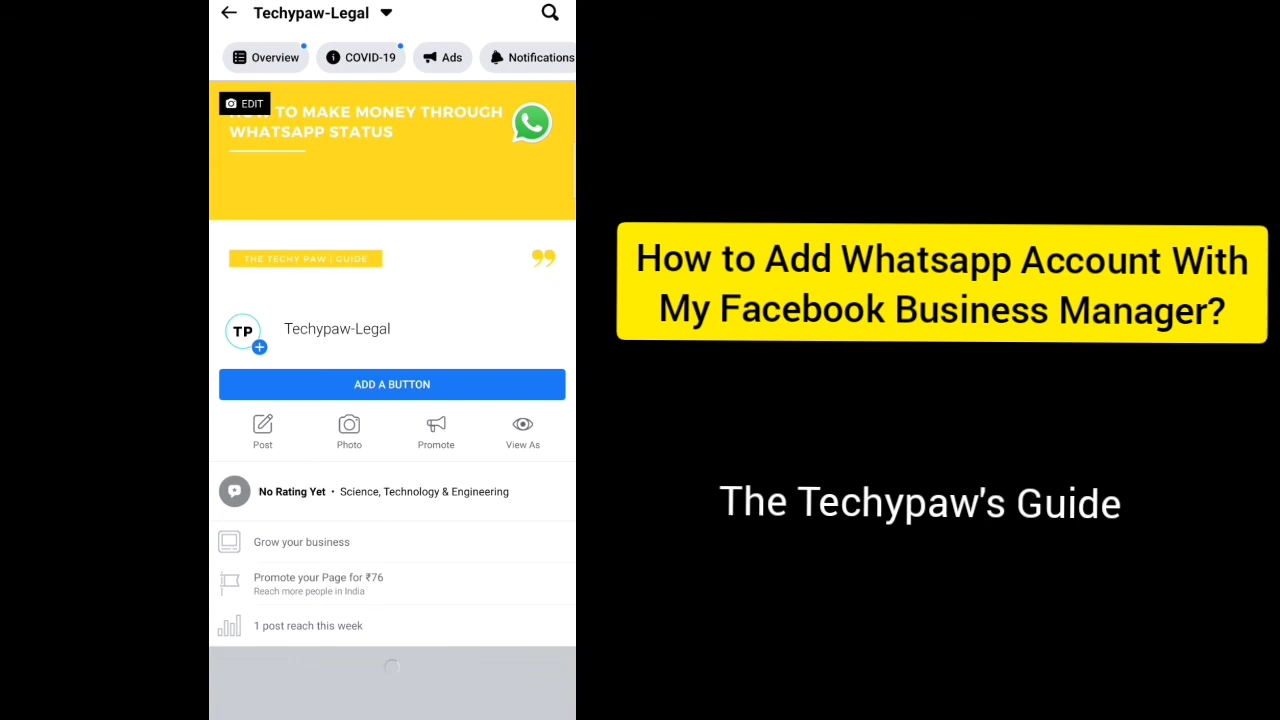 Techypaw-Legal
Overview
COVID-19
Ads
Notifications
EDIT
TO MAKE MONEY THROUGH
WHATSAPP STATUS
THE TECHY PAW | GUIDE
TP
Techypaw-Legal
ADD A BUTTON
Post
Photo
Promote
View As
No Rating Yet • Science, Technology & Engineering
Grow your business
Promote your Page for ₹76
Reach more people in India
1 post reach this week
How to Add Whatsapp Account With
My Facebook Business Manager?
The Techypaw's Guide